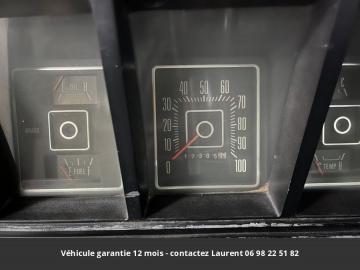 40 50 60
30 70
20 80
10 90
0 100
BRAKE
E FUEL F
TEMP
Véhicule garantie 12 mois - contactez Laurent 06 98 22 51 82